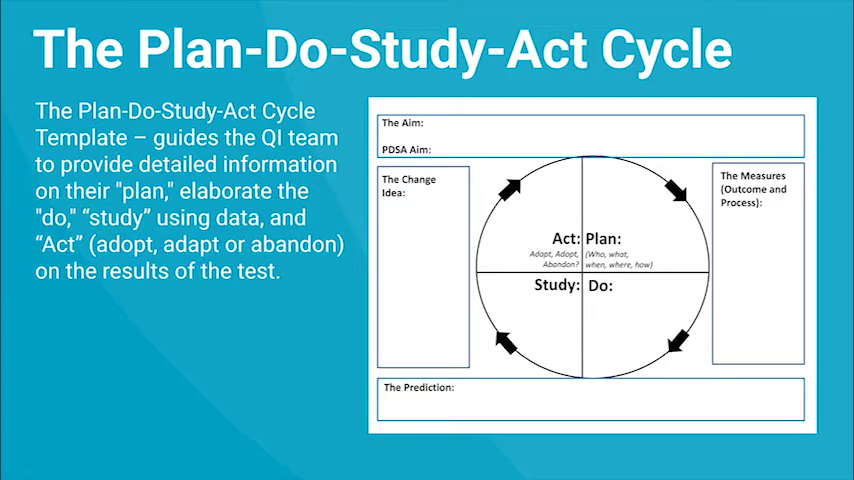 The Plan-Do-Study-Act Cycle
The Plan-Do-Study-Act Cycle
Template – guides the QI team
to provide detailed information
on their "plan," elaborate the
"do," “study” using data, and
“Act” (adopt, adapt or abandon)
on the results of the test.
The Aim:
PDSA Aim:
The Change
Idea:
The Measures
(Outcome and
Process):
Act:
Adopt, Adopt,
Abandon?
Plan:
(Who, what,
when, where, how)
Study:
Do:
The Prediction: